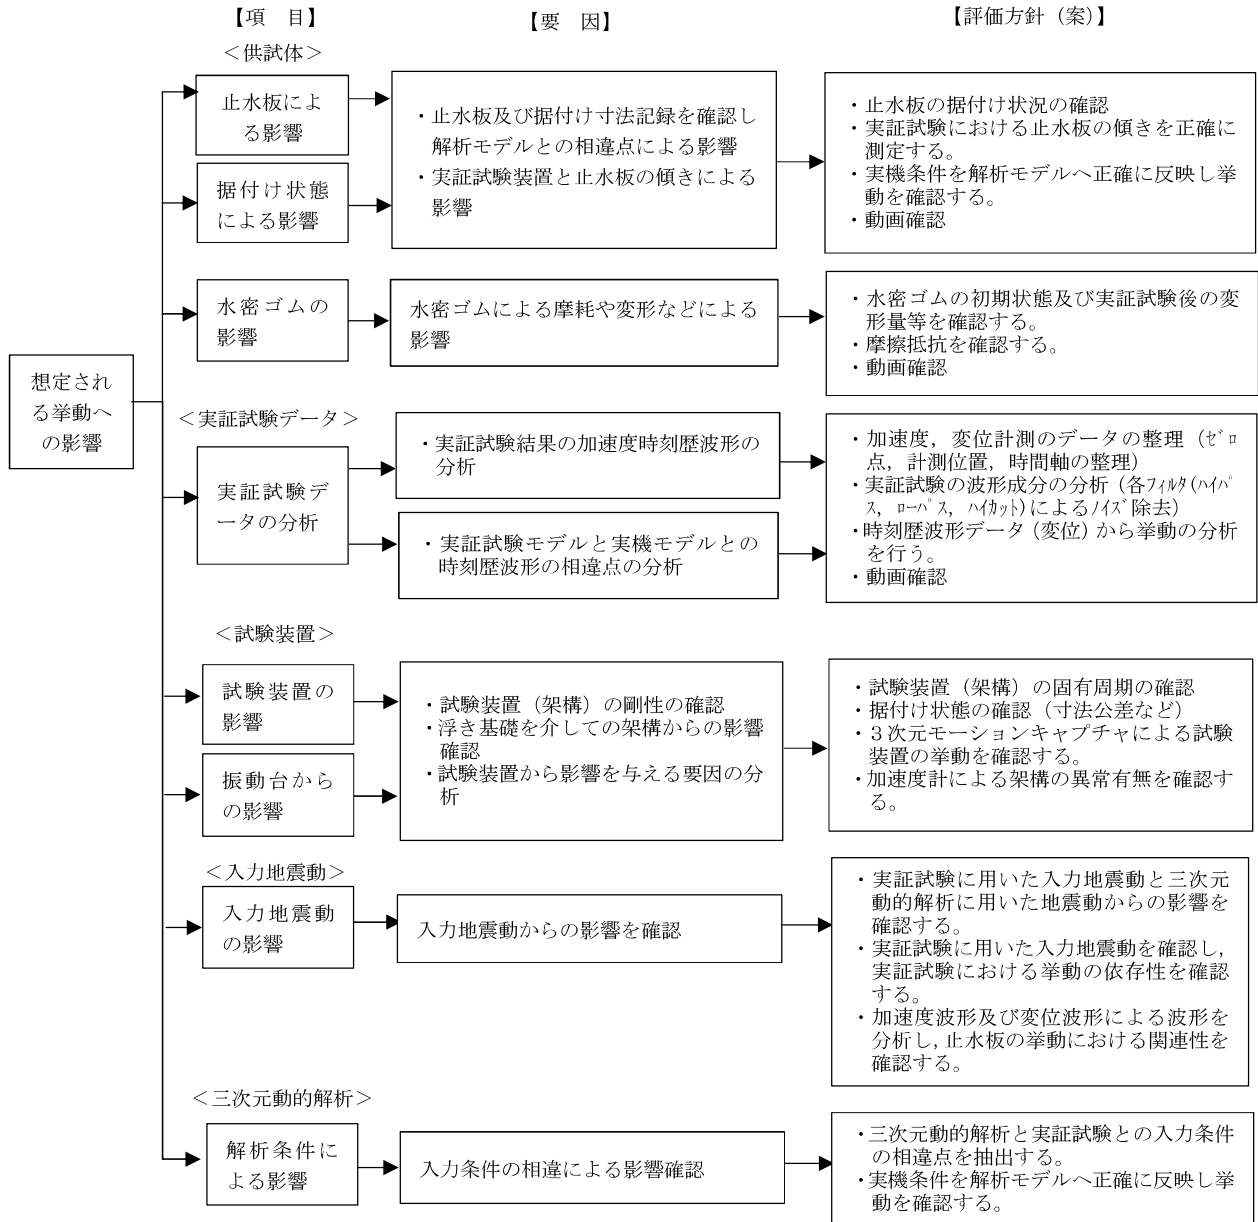 【項　目】
【要　因】
【評価方針（案）】
＜供試体＞
止水板によ
る影響
据付け状態
による影響
・止水板及び据付け寸法記録を確認し
解析モデルとの相違点による影響
・実証試験装置と止水板の傾きによる
影響
・止水板の据付け状況の確認
・実証試験における止水板の傾きを正確に
測定する。
・実機条件を解析モデルへ正確に反映し挙
動を確認する。
・動画確認
水密ゴムの
影響
水密ゴムによる摩耗や変形などによる
影響
・水密ゴムの初期状態及び実証試験後の変
形量等を確認する。
・摩擦抵抗を確認する。
・動画確認
想定され
る挙動へ
の影響
＜実証試験データ＞
実証試験デ
ータの分析
・実証試験結果の加速度時刻歴波形の
分析
・実証試験モデルと実機モデルとの
時刻歴波形の相違点の分析
・加速度，変位計測のデータの整理（ｾﾞﾛ
点，計測位置，時間軸の整理）
・実証試験の波形成分の分析（各ﾌｨﾙﾀ(ﾊｲﾊﾟ
ｽ，ﾛｰﾊﾟｽ，ﾊｲｶｯﾄ)によるﾉｲｽﾞ除去）
・時刻歴波形データ（変位）から挙動の分析
を行う。
・動画確認
＜試験装置＞
試験装置の
影響
振動台から
の影響
・試験装置（架構）の剛性の確認
・浮き基礎を介しての架構からの影響
確認
・試験装置から影響を与える要因の分
析
・試験装置（架構）の固有周期の確認
・据付け状態の確認（寸法公差など）
・３次元モーションキャプチャによる試験
装置の挙動を確認する。
・加速度計による架構の異常有無を確認す
る。
＜入力地震動＞
入力地震動
の影響
入力地震動からの影響を確認
・実証試験に用いた入力地震動と三次元
動的解析に用いた地震動からの影響を
確認する。
・実証試験に用いた入力地震動を確認し，
実証試験における挙動の依存性を確認
する。
・加速度波形及び変位波形による波形を
分析し，止水板の挙動における関連性を
確認する。
＜三次元動的解析＞
解析条件に
よる影響
入力条件の相違による影響確認
・三次元動的解析と実証試験との入力条件
の相違点を抽出する。
・実機条件を解析モデルへ正確に反映し挙
動を確認する。